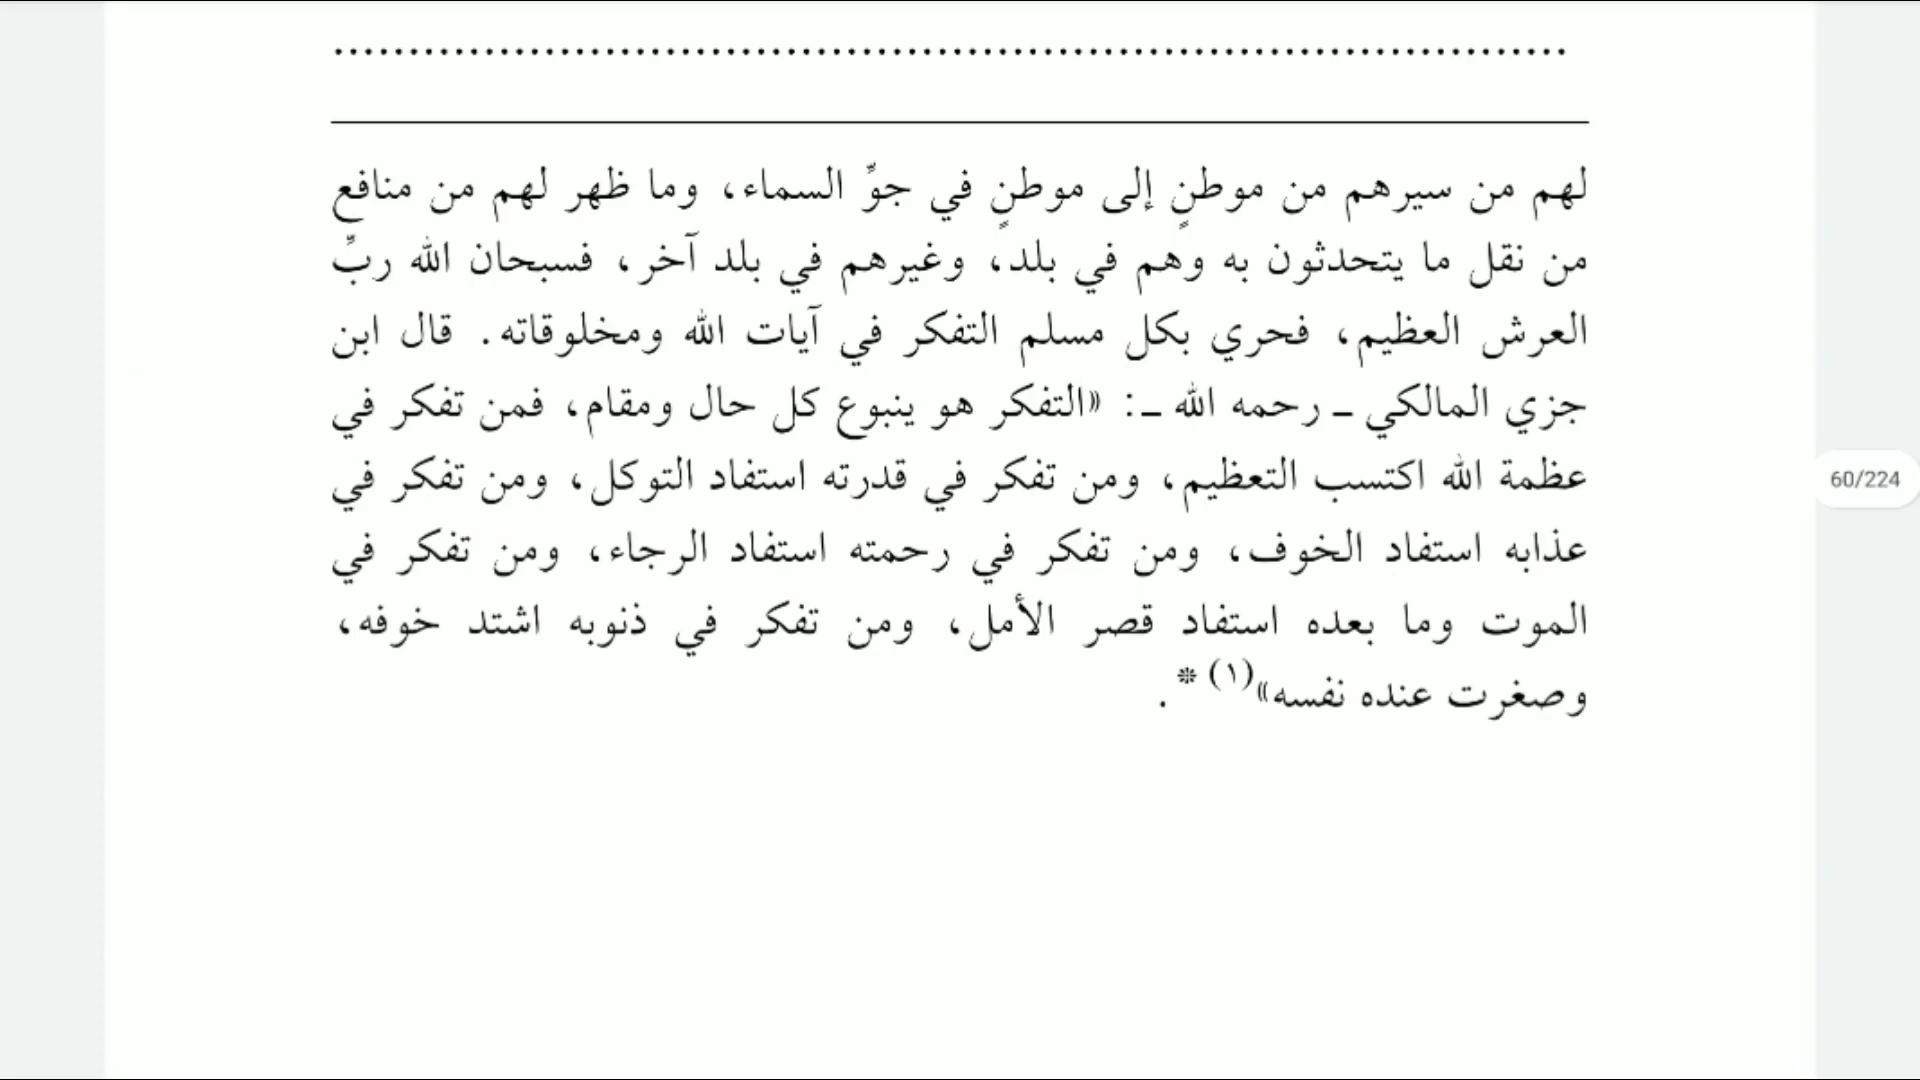 ................................................................................
لهم من سيرهم من موطنٍ إلى موطنٍ في جوِّ السماء، وما ظهر لهم من منافع
من نقل ما يتحدثون به وهم في بلد، وغيرهم في بلد آخر، فسبحان الله ربِّ
العرش العظيم، فحري بكل مسلم التفكر في آيات الله ومخلوقاته. قال ابن
جزي المالكي ـ رحمه الله ـ: «التفكر هو ينبوع كل حال ومقام، فمن تفكر في
عظمة الله اكتسب التعظيم، ومن تفكر في قدرته استفاد التوكل، ومن تفكر في
60/224
عذابه استفاد الخوف، ومن تفكر في رحمته استفاد الرجاء، ومن تفكر في
الموت وما بعده استفاد قصر الأمل، ومن تفكر في ذنوبه اشتد خوفه،
وصغرت عنده نفسه»(١) * .